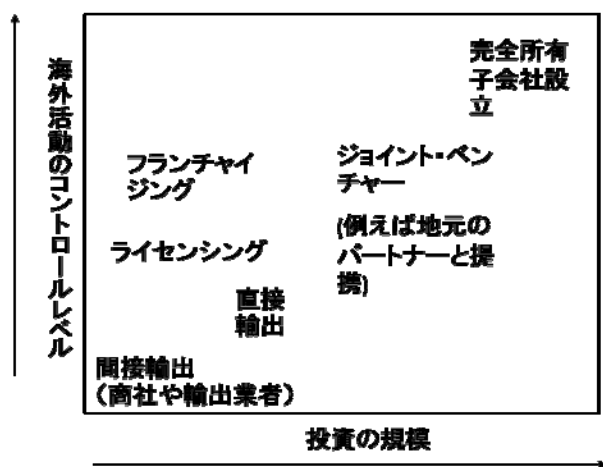 海外活動のコントロールレベル
完全所有
子会社設
立
フランチャイ
ジング
ジョイント・ベン
チャー
(例えば地元の
パートナーと提
携)
ライセンシング
直接
輸出
間接輸出
（商社や輸出業者）
投資の規模